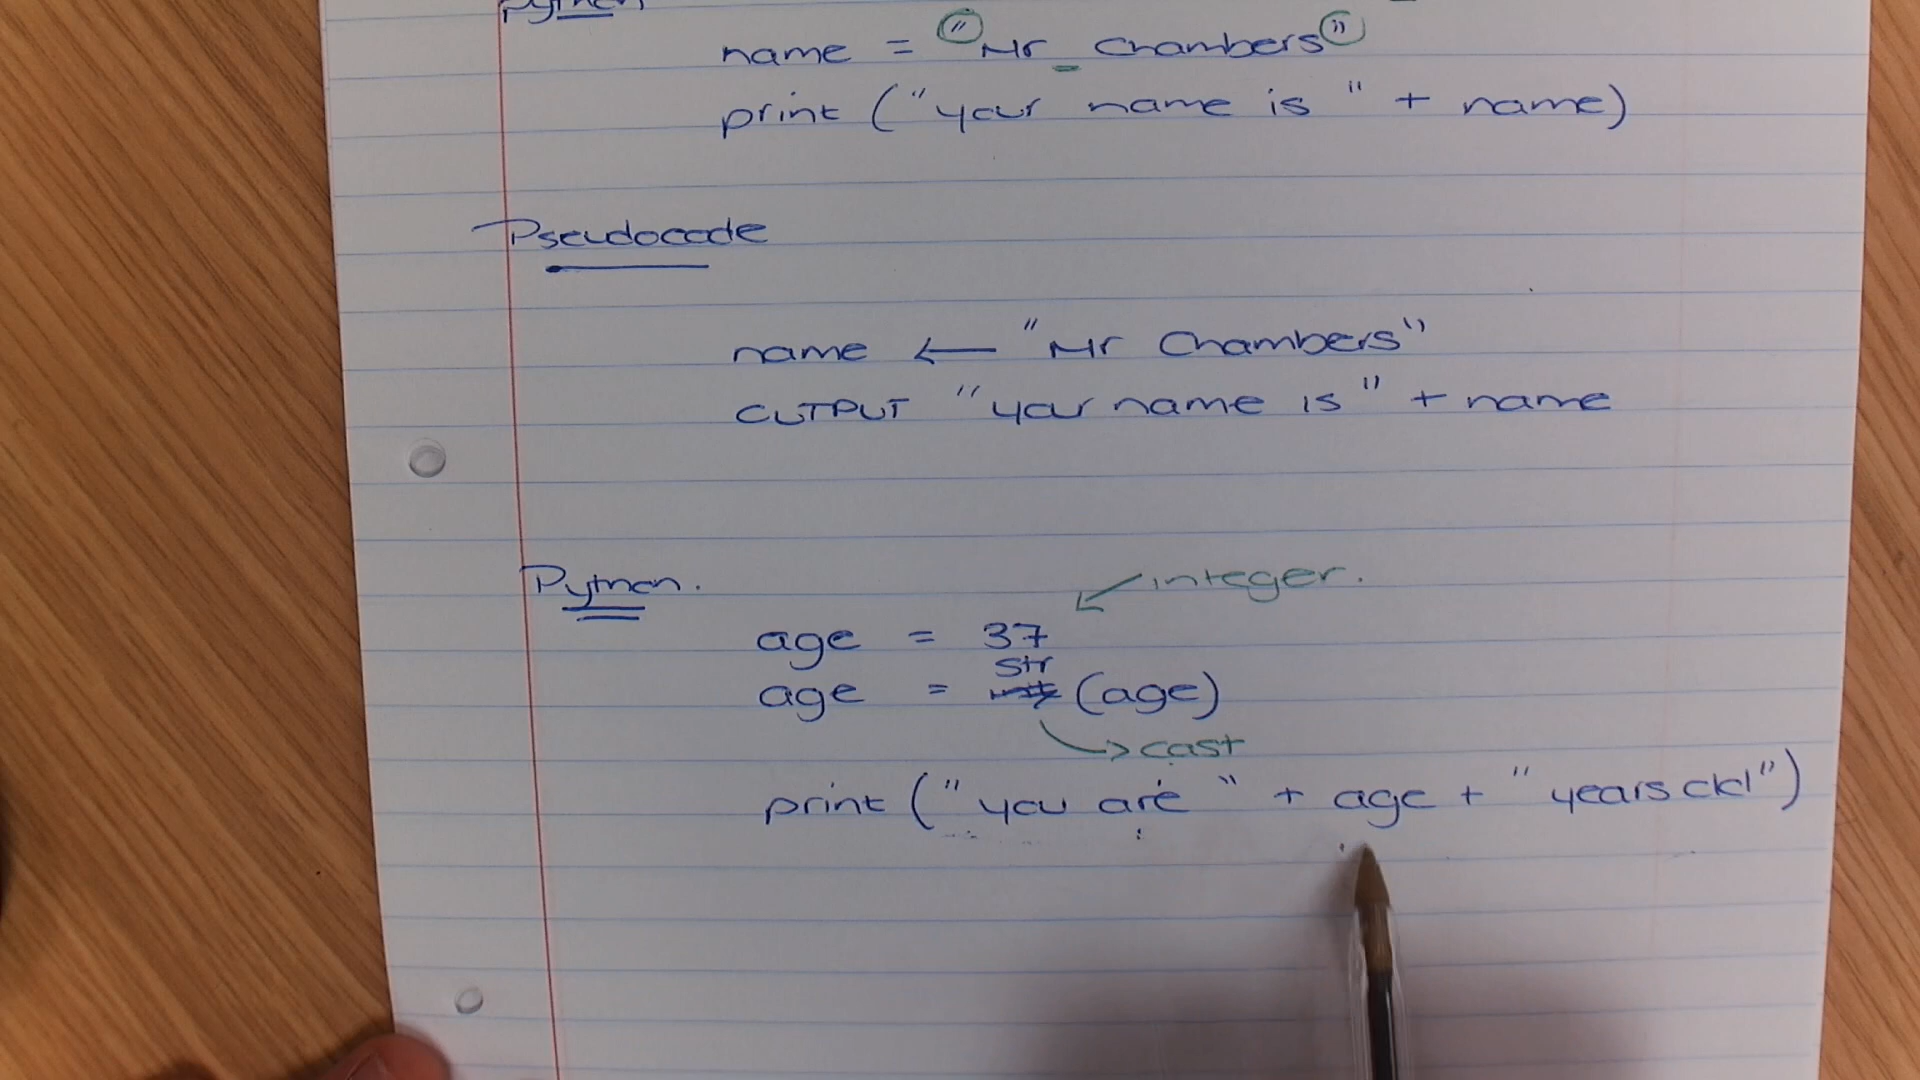 Python
name = "Mr _ Chambers"
print ("your name is " + name)
Pseudocode
name ← "Mr Chambers"
OUTPUT "your name is " + name
Python.
integer.
age = 37
str
age = (age)
cast
print ("you are " + age + " years old")